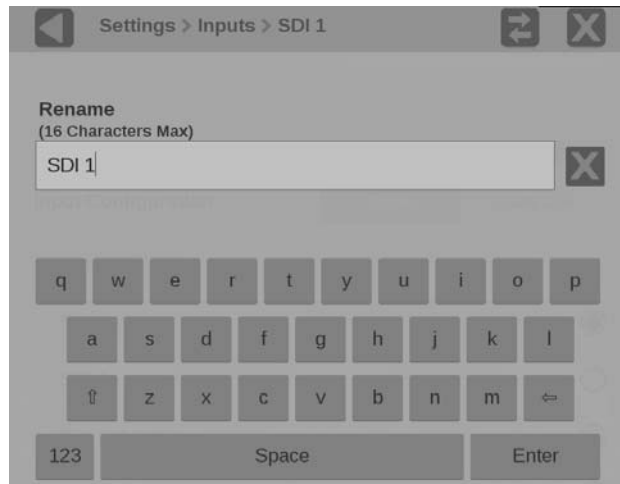 Settings > Inputs > SDI 1
Rename
(16 Characters Max)
SDI 1
q w e r t y u i o p
a s d f g h j k l
⇧ z x c v b n m ⇦
123 Space Enter